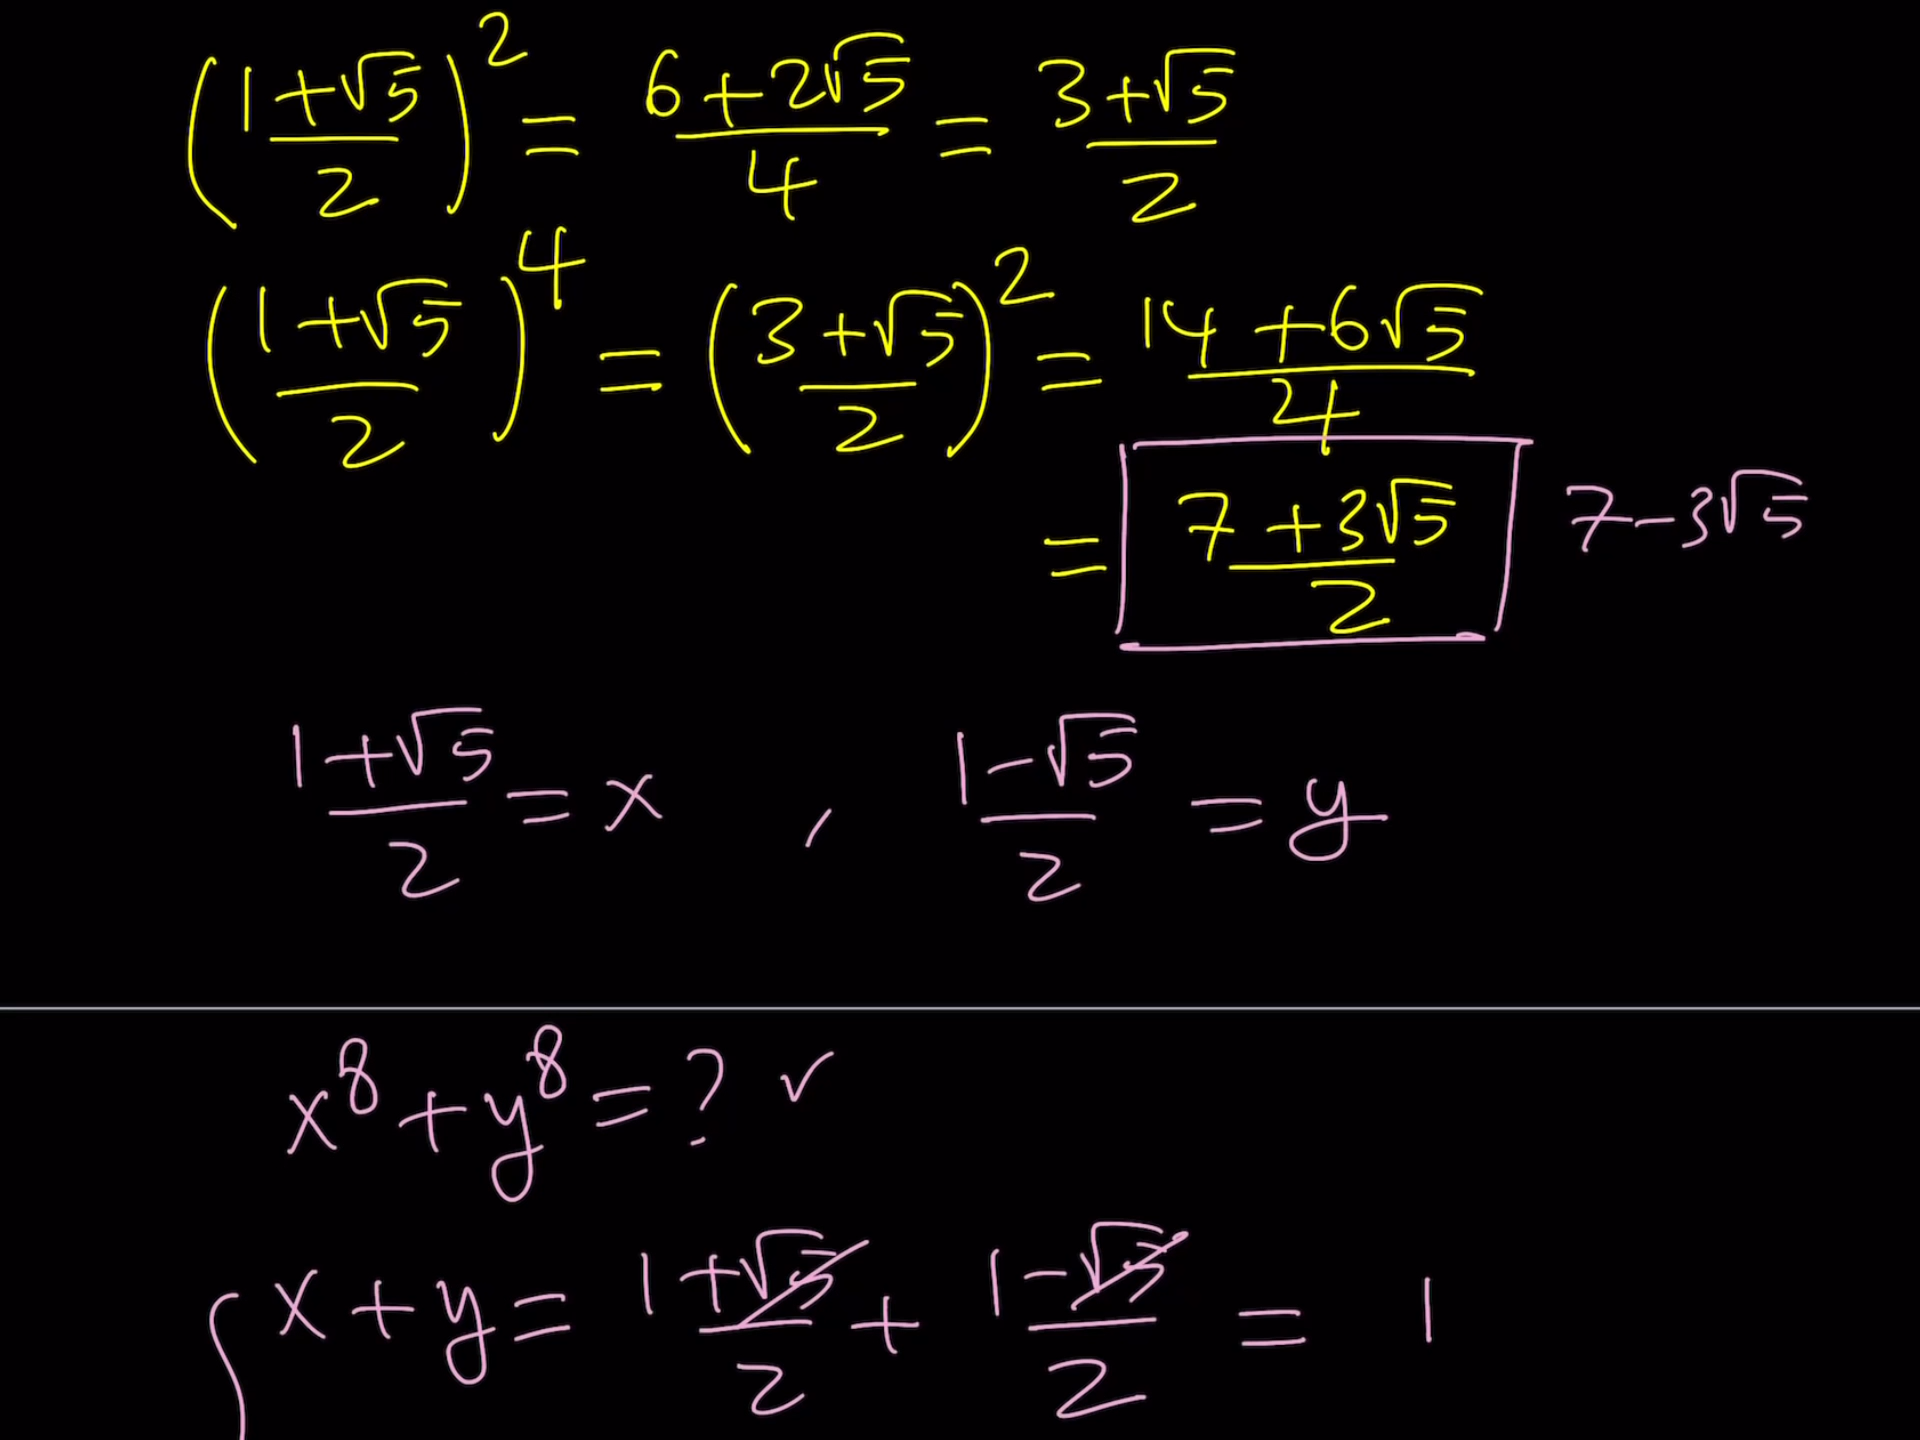 (1+√5/2)² = 6+2√5/4 = 3+√5/2
(1+√5/2)⁴ = (3+√5/2)² = 14+6√5/4
= 7+3√5/2 7-3√5
1+√5/2 = x , 1-√5/2 = y
x⁸+y⁸=? ✓
x+y= 1+√5/2 + 1-√5/2 = 1